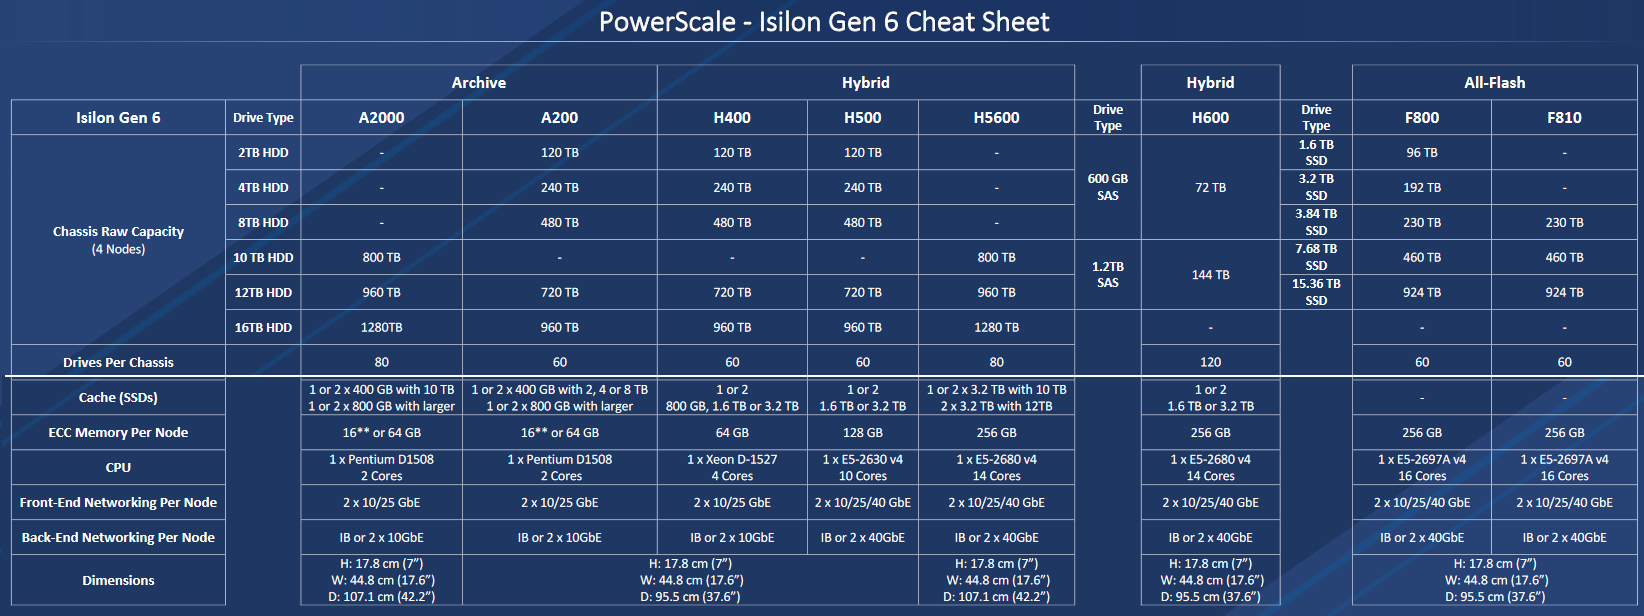 PowerScale - Isilon Gen 6 Cheat Sheet
Archive Hybrid Hybrid All-Flash
Isilon Gen 6 Drive Type A2000 A200 H400 H500 H5600 Drive Type H600 Drive Type F800 F810
Chassis Raw Capacity
(4 Nodes)
2TB HDD - 120 TB 120 TB 120 TB - 1.6 TB SSD 96 TB -
4TB HDD - 240 TB 240 TB 240 TB - 600 GB SAS 72 TB 3.2 TB SSD 192 TB -
8TB HDD - 480 TB 480 TB 480 TB - 3.84 TB SSD 230 TB 230 TB
10 TB HDD 800 TB - - - 800 TB 7.68 TB SSD 460 TB 460 TB
1.2TB SAS 144 TB
12TB HDD 960 TB 720 TB 720 TB 720 TB 960 TB 15.36 TB SSD 924 TB 924 TB
16TB HDD 1280TB 960 TB 960 TB 960 TB 1280 TB - - -
Drives Per Chassis 80 60 60 60 80 120 60 60
Cache (SSDs)
1 or 2 x 400 GB with 10 TB 1 or 2 x 400 GB with 2, 4 or 8 TB 1 or 2 1 or 2 1 or 2 x 3.2 TB with 10 TB 1 or 2 - -
1 or 2 x 800 GB with larger 1 or 2 x 800 GB with larger 800 GB, 1.6 TB or 3.2 TB 1.6 TB or 3.2 TB 2 x 3.2 TB with 12TB 1.6 TB or 3.2 TB
ECC Memory Per Node 16** or 64 GB 16** or 64 GB 64 GB 128 GB 256 GB 256 GB 256 GB 256 GB
CPU
1 x Pentium D1508 1 x Pentium D1508 1 x Xeon D-1527 1 x E5-2630 v4 1 x E5-2680 v4 1 x E5-2680 v4 1 x E5-2697A v4 1 x E5-2697A v4
2 Cores 2 Cores 4 Cores 10 Cores 14 Cores 14 Cores 16 Cores 16 Cores
Front-End Networking Per Node 2 x 10/25 GbE 2 x 10/25 GbE 2 x 10/25 GbE 2 x 10/25/40 GbE 2 x 10/25/40 GbE 2 x 10/25/40 GbE 2 x 10/25/40 GbE 2 x 10/25/40 GbE
Back-End Networking Per Node IB or 2 x 10GbE IB or 2 x 10GbE IB or 2 x 10GbE IB or 2 x 40GbE IB or 2 x 40GbE IB or 2 x 40GbE IB or 2 x 40GbE IB or 2 x 40GbE
Dimensions
H: 17.8 cm (7”) H: 17.8 cm (7”) H: 17.8 cm (7”) H: 17.8 cm (7”) H: 17.8 cm (7”)
W: 44.8 cm (17.6”) W: 44.8 cm (17.6”) W: 44.8 cm (17.6”) W: 44.8 cm (17.6”) W: 44.8 cm (17.6”)
D: 107.1 cm (42.2”) D: 95.5 cm (37.6”) D: 107.1 cm (42.2”) D: 95.5 cm (37.6”) D: 95.5 cm (37.6”)